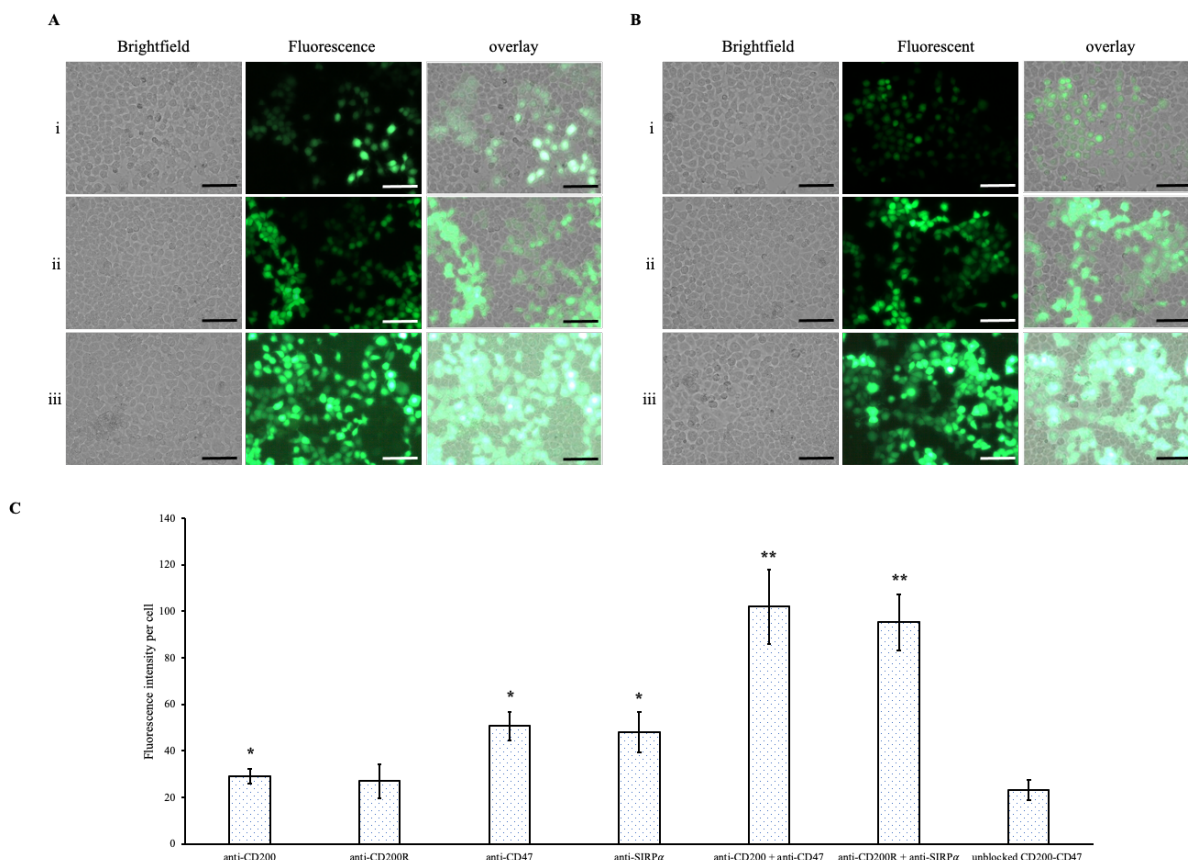 A
B
Brightfield Fluorescence overlay
Brightfield Fluorescent overlay
i
i
ii
ii
iii
iii
C
140
120
100
80
60
40
20
0
Fluorescence intensity per cell
*
*
*
**
**
anti-CD200 anti-CD200R anti-CD47 anti-SIRPα anti-CD200 + anti-CD47 anti-CD200R + anti-SIRPα unblocked CD200-CD47